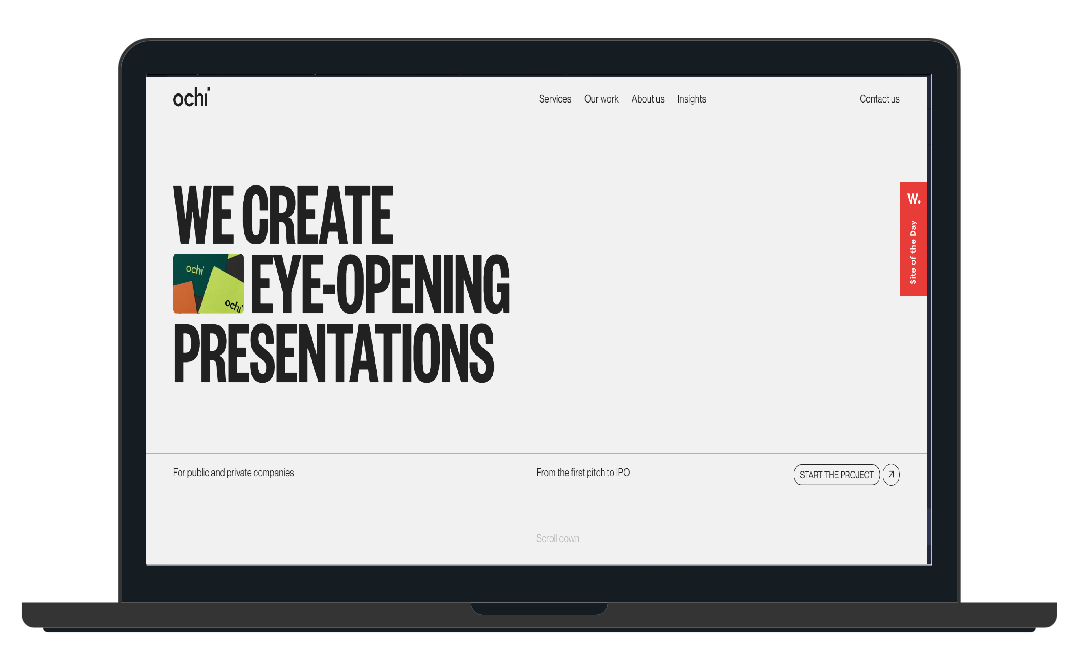 ochi
Services Our work About us Insights Contact us
W.
Site of the Day
WE CREATE
ochi
ochi
EYE-OPENING
PRESENTATIONS
For public and private companies From the first pitch to IPO START THE PROJECT
Scroll down